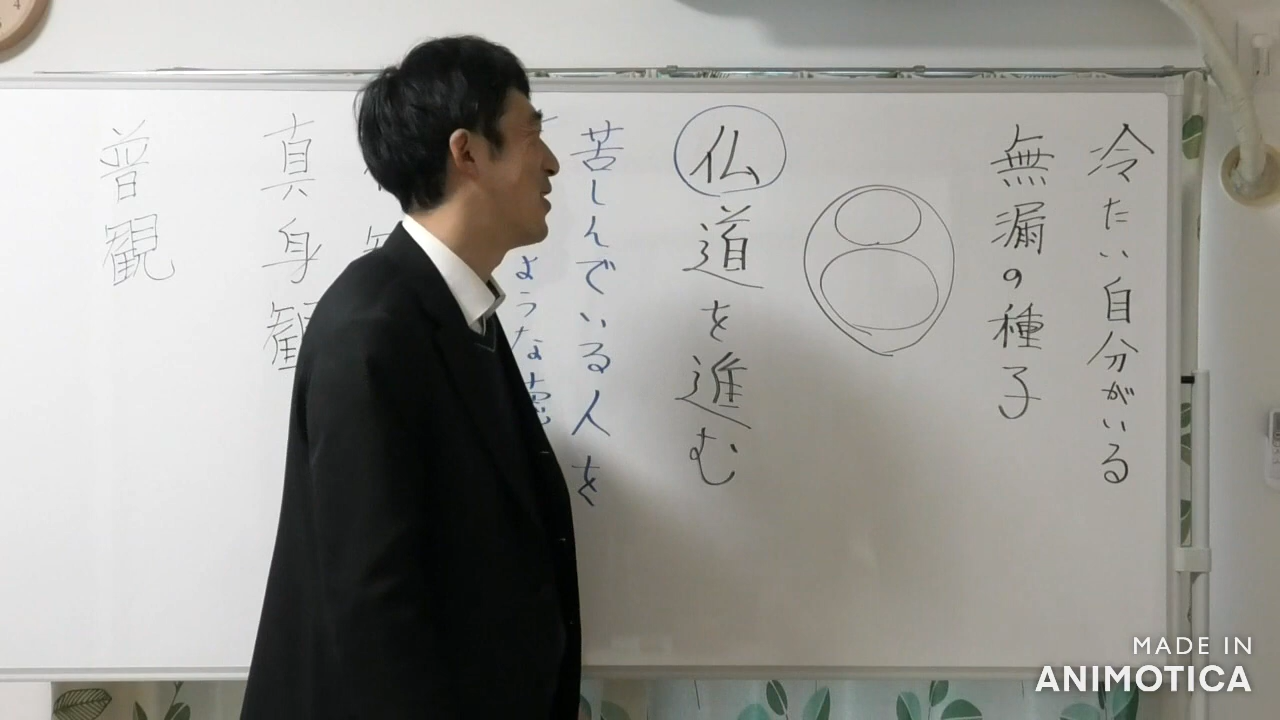 冷たい自分がいる
無漏の種子
仏道を進む
苦しんでいる人を
ような
真身観
普観
MADE IN
ANIMOTICA